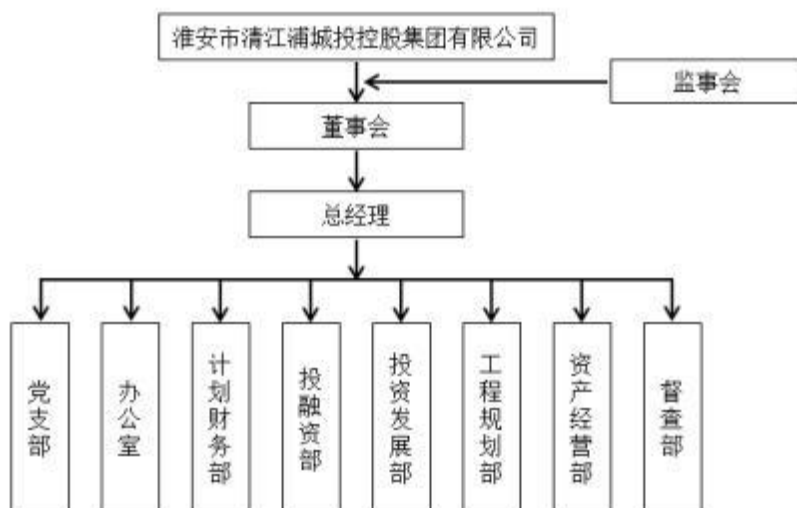 淮安市清江浦城投控股集团有限公司
监事会
董事会
总经理
党支部
办公室
计划财务部
投融资部
投资发展部
工程规划部
资产经营部
督查部